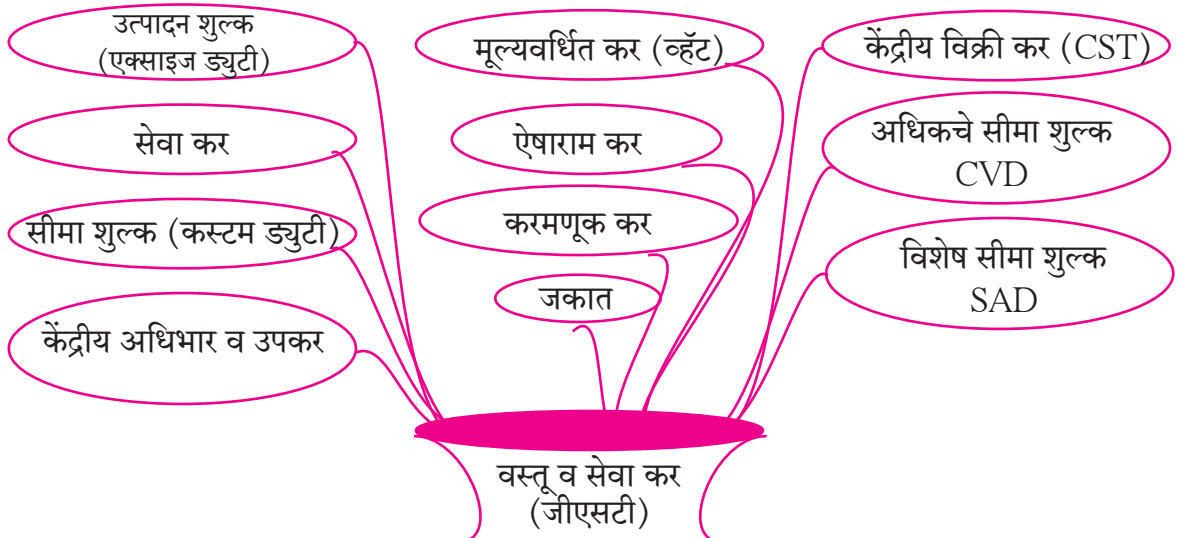 उत्पादन शुल्क
(एक्साइज ड्युटी)
सेवा कर
सीमा शुल्क (कस्टम ड्युटी)
केंद्रीय अधिभार व उपकर
मूल्यवर्धित कर (व्हॅट)
ऐषाराम कर
करमणूक कर
जकात
केंद्रीय विक्री कर (CST)
अधिकचे सीमा शुल्क
CVD
विशेष सीमा शुल्क
SAD
वस्तू व सेवा कर
(जीएसटी)